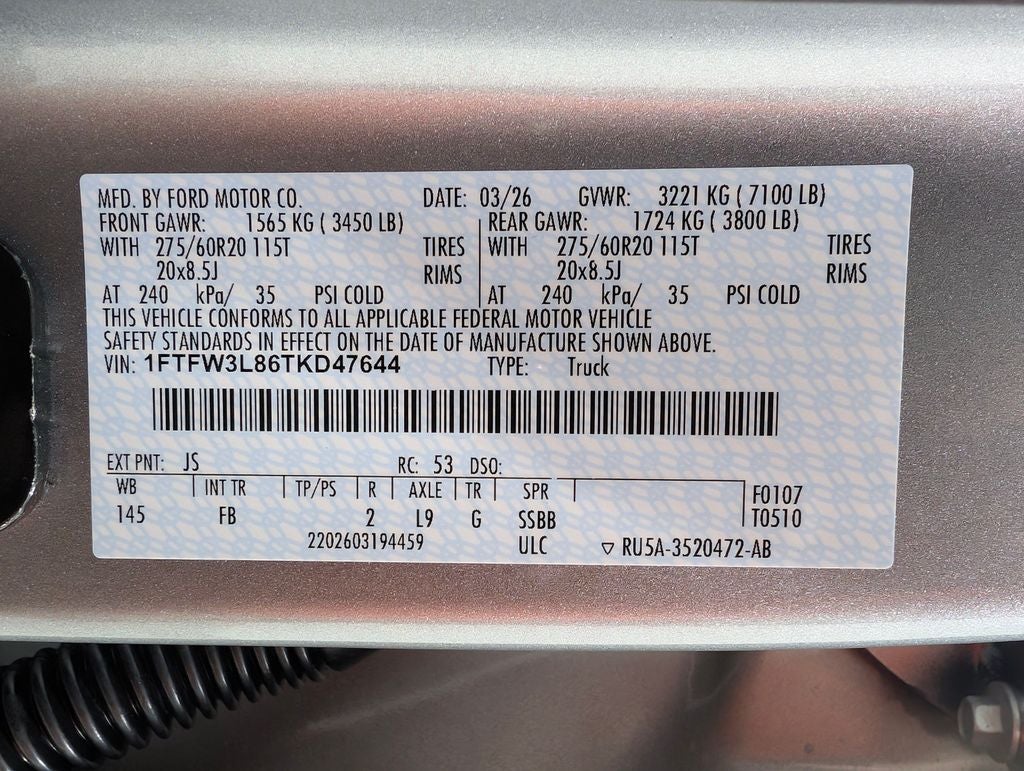 MFD. BY FORD MOTOR CO. DATE: 03/26 GVWR: 3221 KG ( 7100 LB)
FRONT GAWR: 1565 KG ( 3450 LB) REAR GAWR: 1724 KG ( 3800 LB)
WITH 275/60R20 115T TIRES WITH 275/60R20 115T TIRES
20x8.5J RIMS 20x8.5J RIMS
AT 240 kPa/ 35 PSI COLD AT 240 kPa/ 35 PSI COLD
THIS VEHICLE CONFORMS TO ALL APPLICABLE FEDERAL MOTOR VEHICLE
SAFETY STANDARDS IN EFFECT ON THE DATE OF MANUFACTURE SHOWN ABOVE.
VIN: 1FTFW3L86TKD47644 TYPE: Truck
EXT PNT: JS RC: 53 DSO:
WB INT TR TP/PS R AXLE TR SPR F0107
145 FB 2 L9 G SSBB T0510
2202603194459 ULC ▽ RU5A-3520472-AB